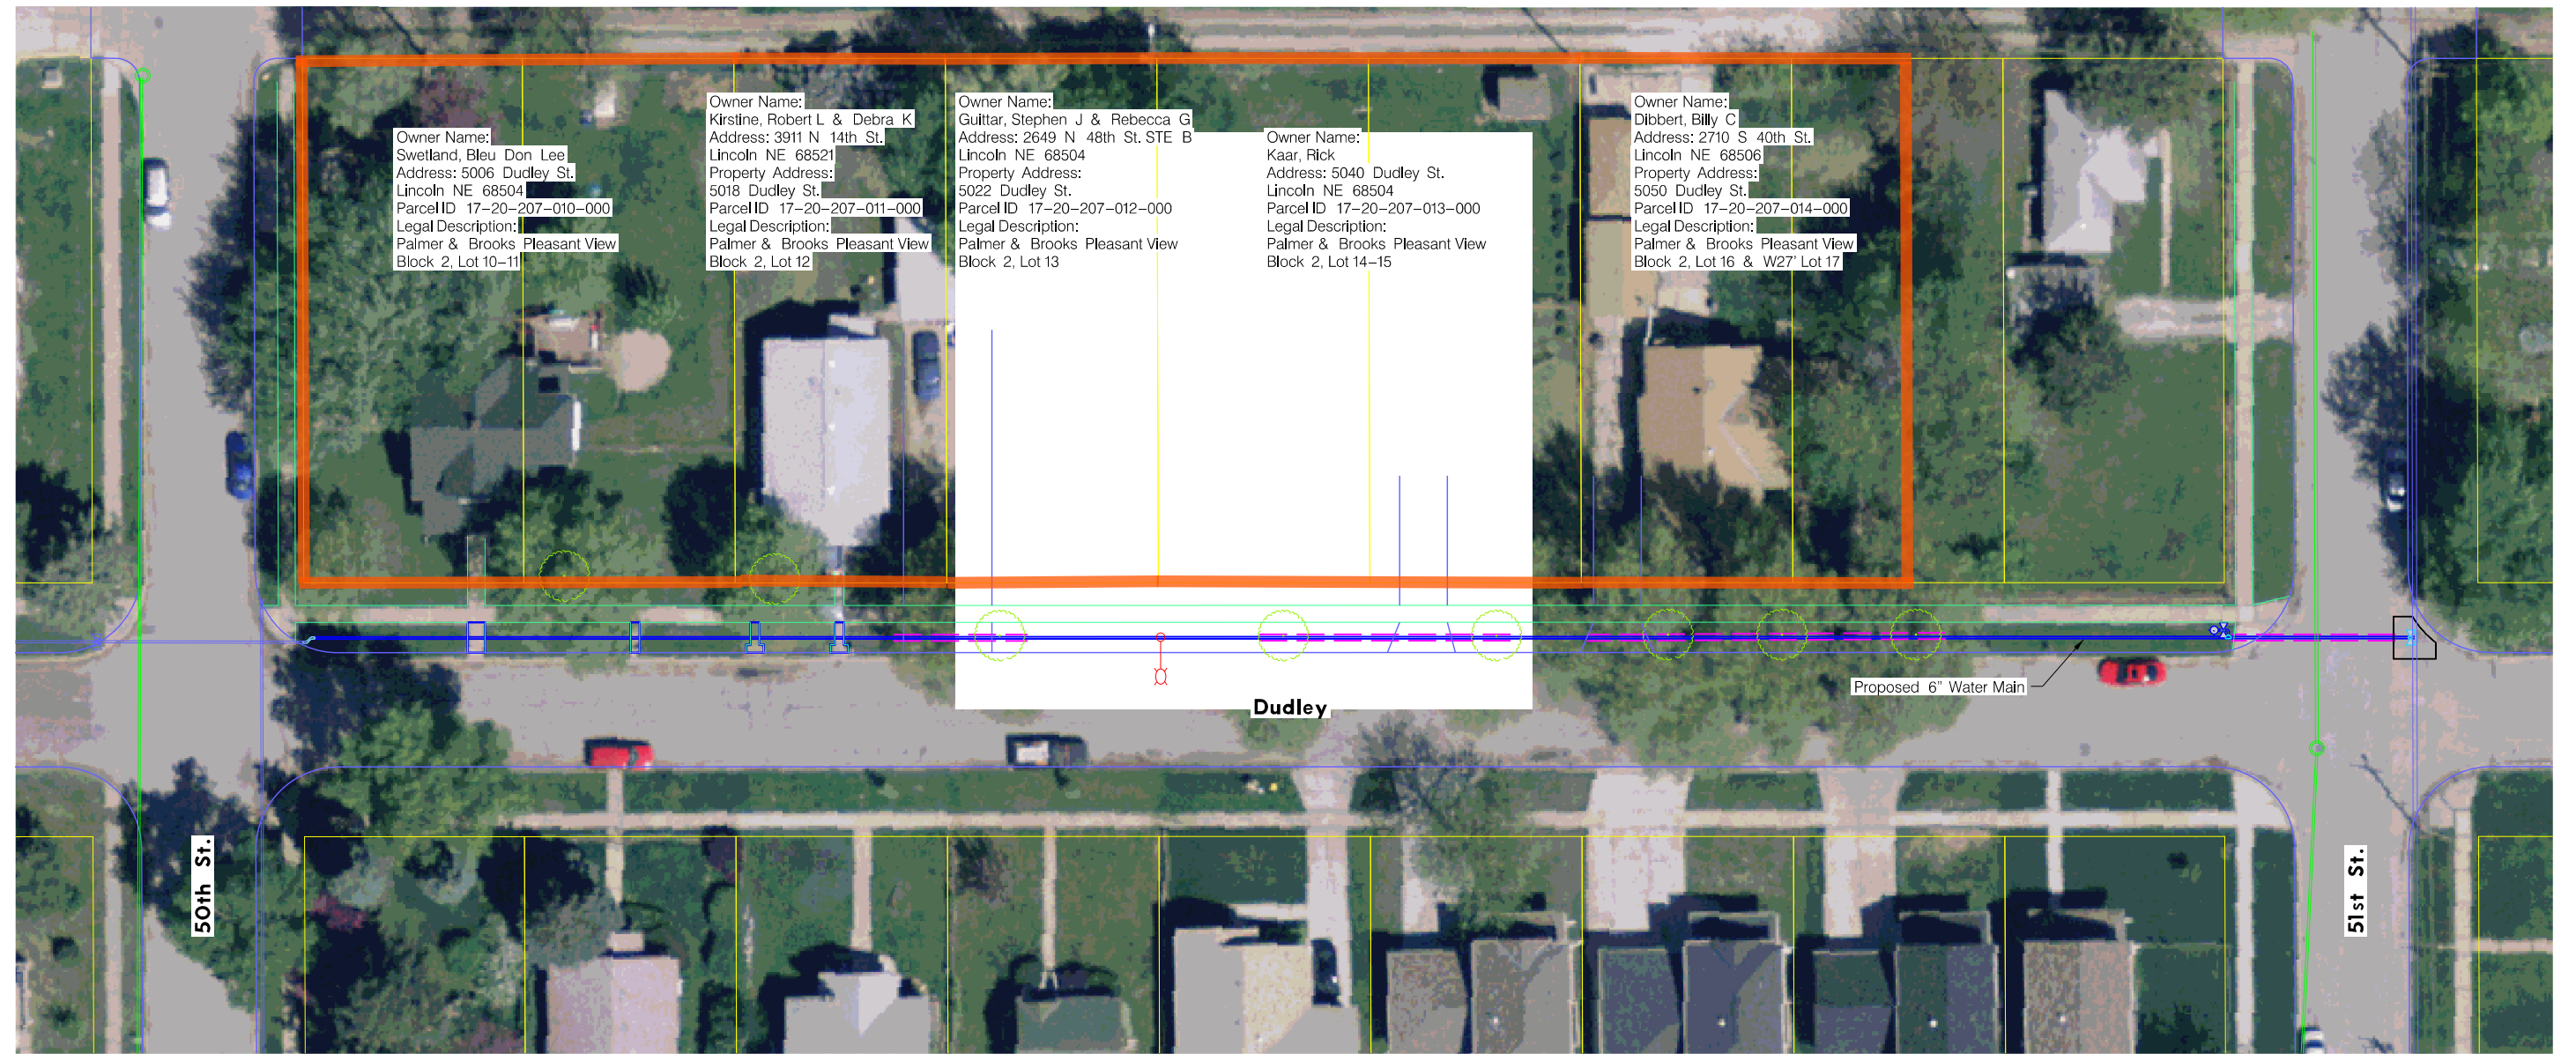 Owner Name:
Swetland, Bleu Don Lee
Address: 5006 Dudley St.
Lincoln NE 68504
Parcel ID 17-20-207-010-000
Legal Description:
Palmer & Brooks Pleasant View
Block 2, Lot 10-11
Owner Name:
Kirstine, Robert L & Debra K
Address: 3911 N 14th St.
Lincoln NE 68521
Property Address:
5018 Dudley St.
Parcel ID 17-20-207-011-000
Legal Description:
Palmer & Brooks Pleasant View
Block 2, Lot 12
Owner Name:
Guittar, Stephen J & Rebecca G
Address: 2649 N 48th St. STE B
Lincoln NE 68504
Property Address:
5022 Dudley St.
Parcel ID 17-20-207-012-000
Legal Description:
Palmer & Brooks Pleasant View
Block 2, Lot 13
Owner Name:
Kaar, Rick
Address: 5040 Dudley St.
Lincoln NE 68504
Parcel ID 17-20-207-013-000
Legal Description:
Palmer & Brooks Pleasant View
Block 2, Lot 14-15
Owner Name:
Dibbert, Billy C
Address: 2710 S 40th St.
Lincoln NE 68506
Property Address:
5050 Dudley St.
Parcel ID 17-20-207-014-000
Legal Description:
Palmer & Brooks Pleasant View
Block 2, Lot 16 & W27' Lot 17
Proposed 6" Water Main
Dudley
50th St.
51st St.